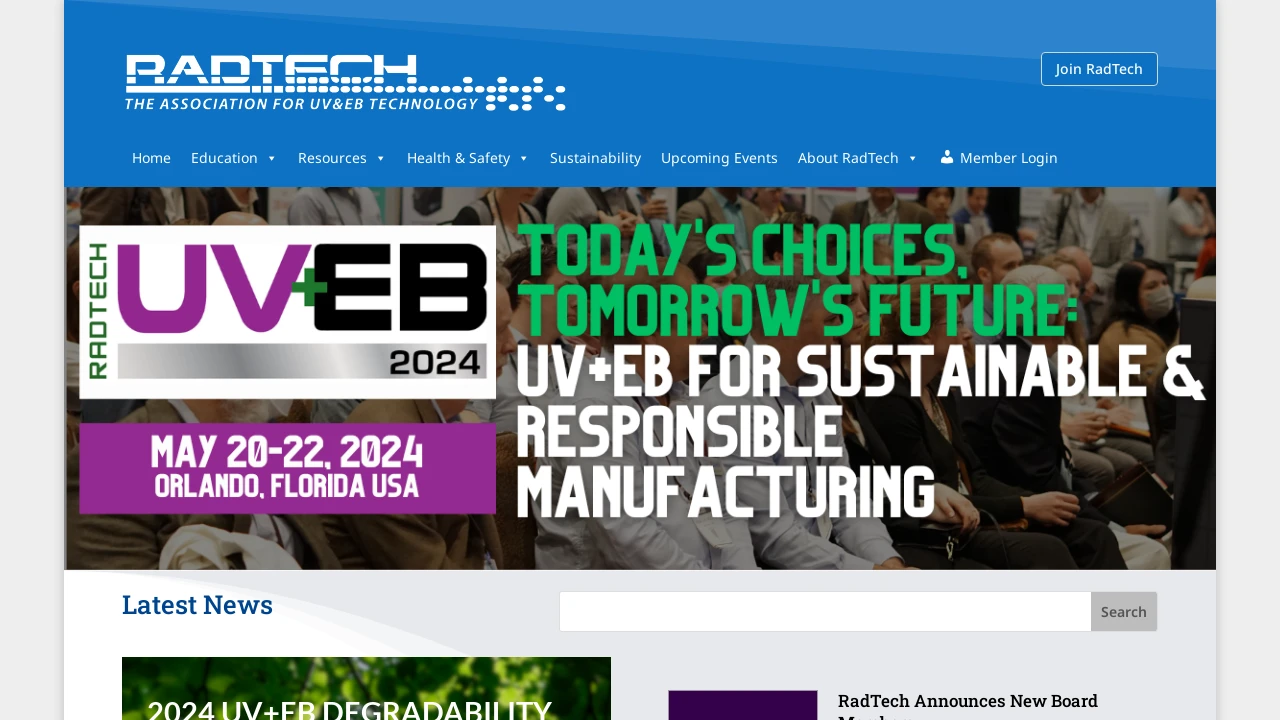 RADTECH
THE ASSOCIATION FOR UV&EB TECHNOLOGY
Join RadTech
Home
Education
Resources
Health & Safety
Sustainability
Upcoming Events
About RadTech
Member Login
RADTECH
UV+EB
2024
MAY 20-22, 2024
ORLANDO, FLORIDA USA
TODAY'S CHOICES,
TOMORROW'S FUTURE:
UV+EB FOR SUSTAINABLE &
RESPONSIBLE
MANUFACTURING
Latest News
Search
2024 UV+EB DEGRADABILITY
RadTech Announces New Board